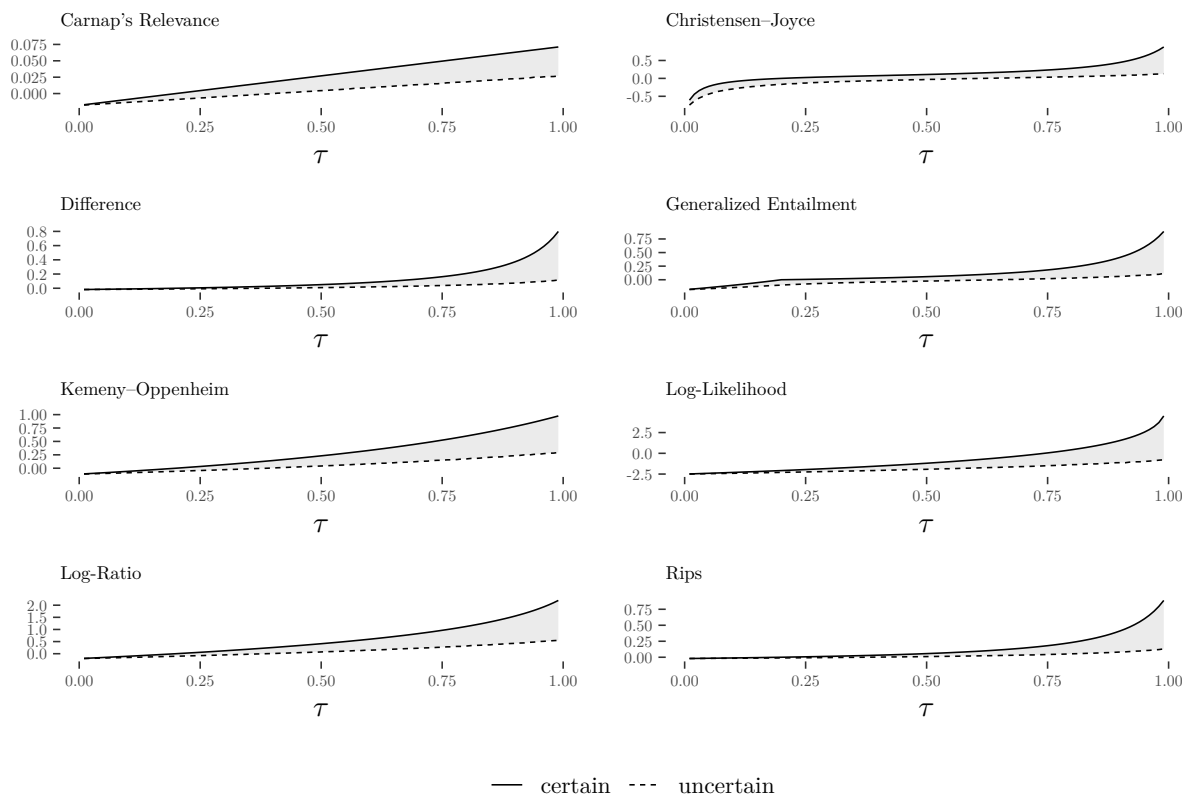 Carnap's Relevance
0.075
0.050
0.025
0.000
0.00 0.25 0.50 0.75 1.00
τ
Christensen–Joyce
0.5
0.0
-0.5
0.00 0.25 0.50 0.75 1.00
τ
Difference
0.8
0.6
0.4
0.2
0.0
0.00 0.25 0.50 0.75 1.00
τ
Generalized Entailment
0.75
0.50
0.25
0.00
0.00 0.25 0.50 0.75 1.00
τ
Kemeny–Oppenheim
1.00
0.75
0.50
0.25
0.00
0.00 0.25 0.50 0.75 1.00
τ
Log-Likelihood
2.5
0.0
-2.5
0.00 0.25 0.50 0.75 1.00
τ
Log-Ratio
2.0
1.5
1.0
0.5
0.0
0.00 0.25 0.50 0.75 1.00
τ
Rips
0.75
0.50
0.25
0.00
0.00 0.25 0.50 0.75 1.00
τ
certain uncertain